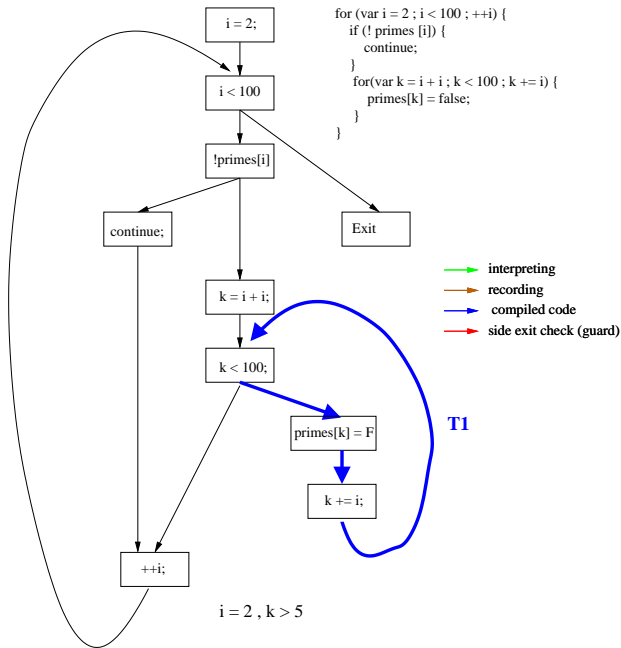 i = 2;
for (var i = 2 ; i < 100 ; ++i) {
if (! primes [i]) {
continue;
}
for(var k = i + i ; k < 100 ; k += i) {
primes[k] = false;
}
}
i < 100
!primes[i]
continue;
Exit
interpreting
recording
compiled code
side exit check (guard)
k = i + i;
k < 100;
primes[k] = F
T1
k += i;
++i;
i = 2 , k > 5